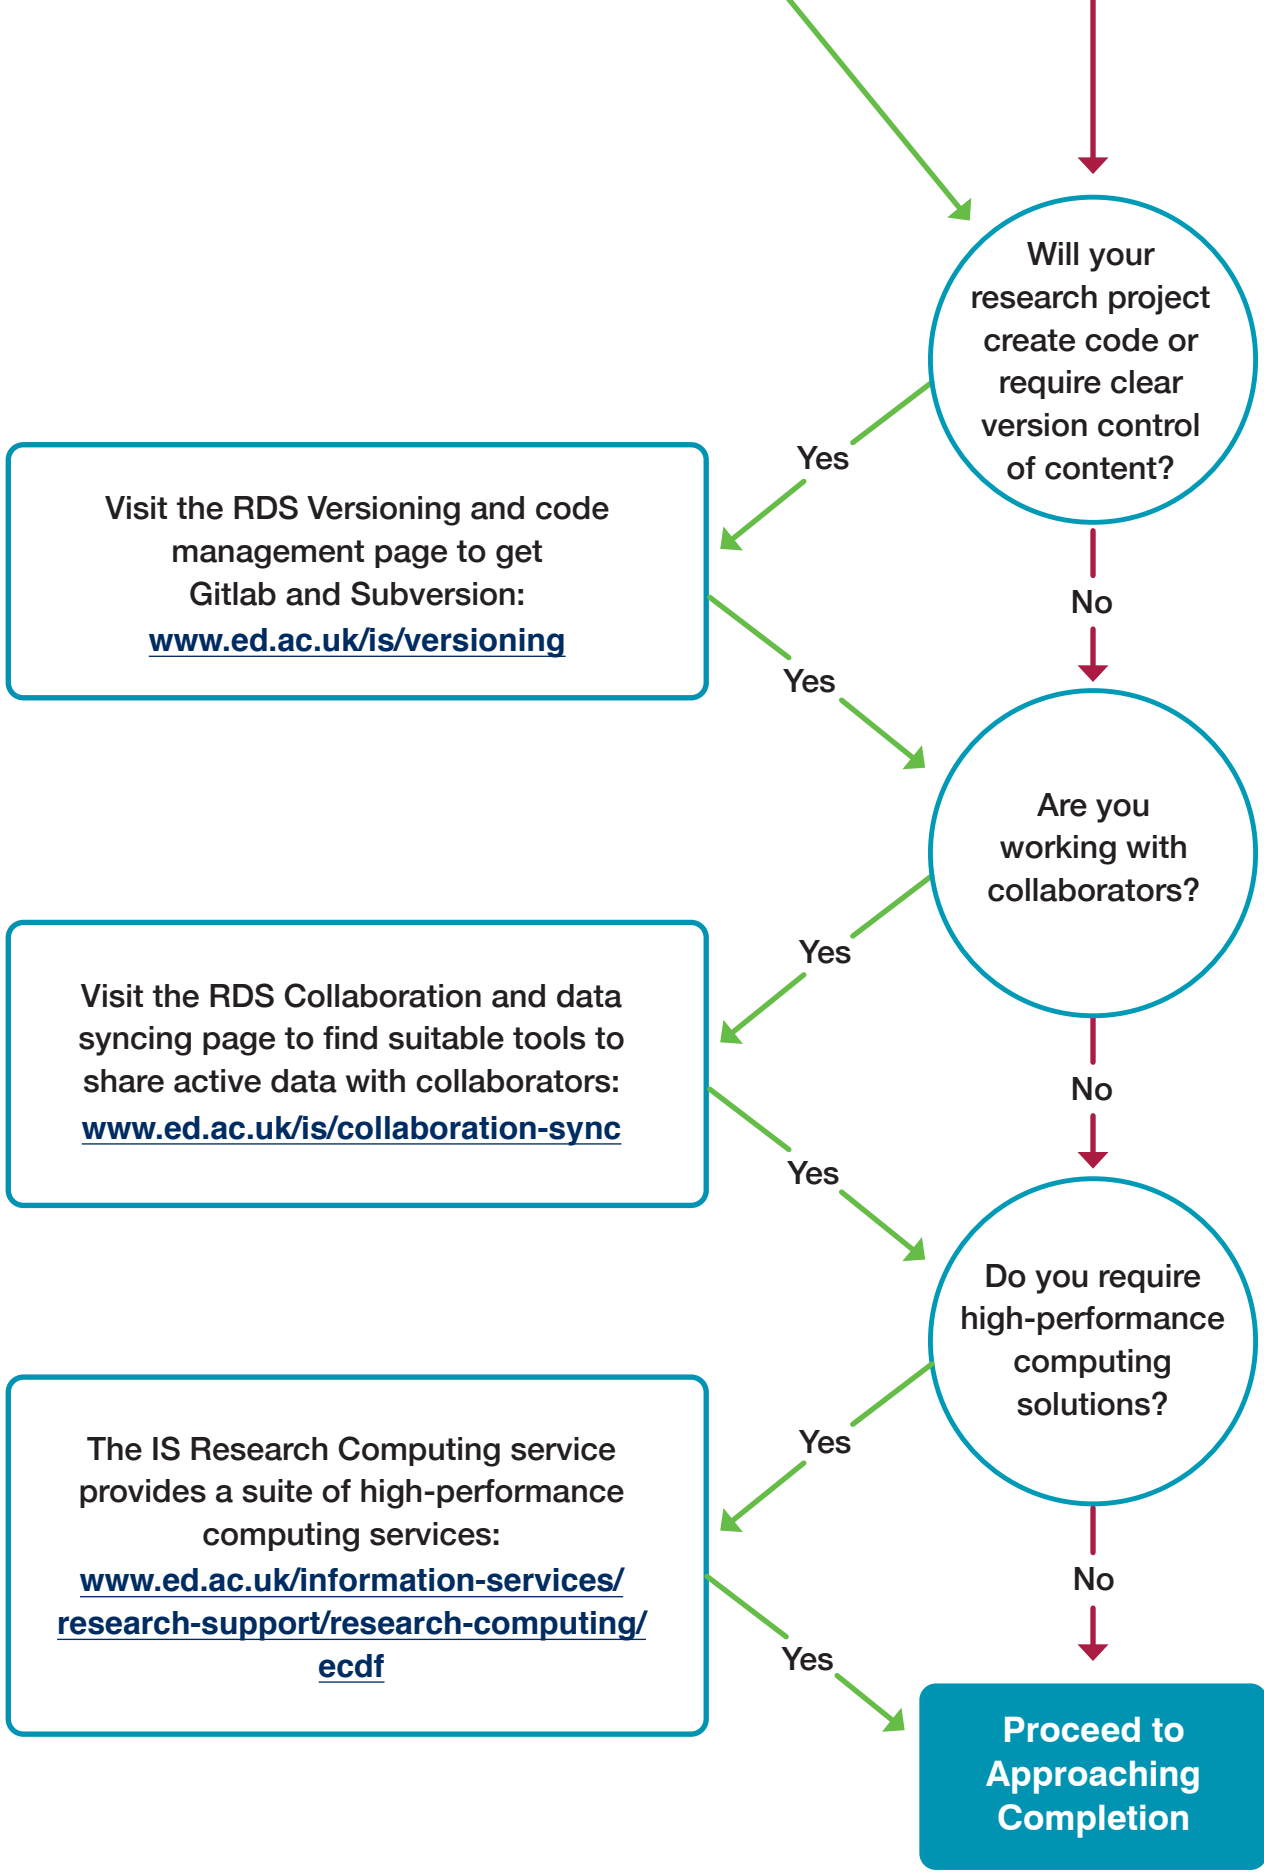 Will your
research project
create code or
require clear
version control
of content?
Yes
Visit the RDS Versioning and code
management page to get
Gitlab and Subversion:
www.ed.ac.uk/is/versioning
No
Yes
Are you
working with
collaborators?
Yes
Visit the RDS Collaboration and data
syncing page to find suitable tools to
share active data with collaborators:
www.ed.ac.uk/is/collaboration-sync
No
Yes
Do you require
high-performance
computing
solutions?
Yes
The IS Research Computing service
provides a suite of high-performance
computing services:
www.ed.ac.uk/information-services/
research-support/research-computing/
ecdf
No
Yes
Proceed to
Approaching
Completion